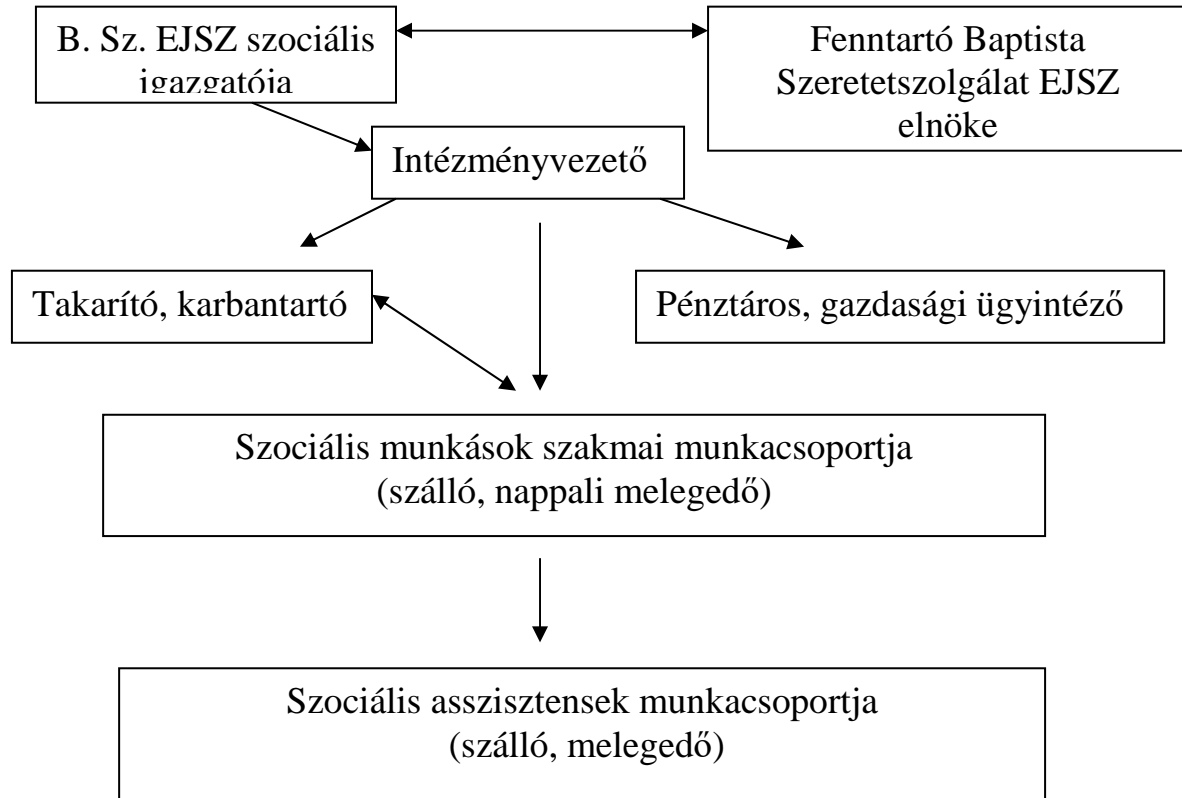 B. Sz. EJSZ szociális
igazgatója
Fenntartó Baptista
Szeretetszolgálat EJSZ
elnöke
Intézményvezető
Takarító, karbantartó
Pénztáros, gazdasági ügyintéző
Szociális munkások szakmai munkacsoportja
(szálló, nappali melegedő)
Szociális asszisztensek munkacsoportja
(szálló, melegedő)